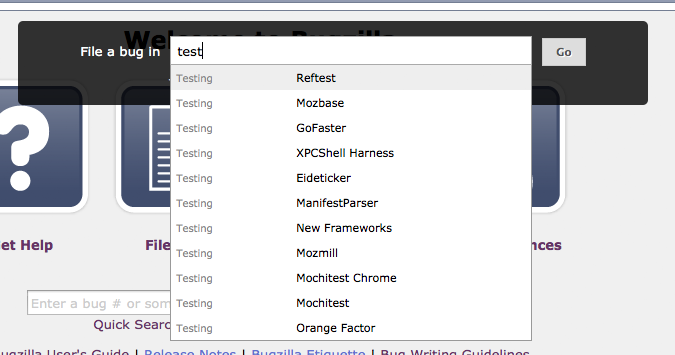 Welcome to Bugzilla
File a bug in test Go
Testing Reftest
Testing Mozbase
Testing GoFaster
Testing XPCShell Harness
Testing Eideticker
Testing ManifestParser
Testing New Frameworks
Testing Mozmill
Testing Mochitest Chrome
Testing Mochitest
Testing Orange Factor
et Help
File
nces
Enter a bug # or som
Quick Searc
ugzilla User's Guide | Release Notes | Bugzilla Etiquette | Bug Writing Guidelines